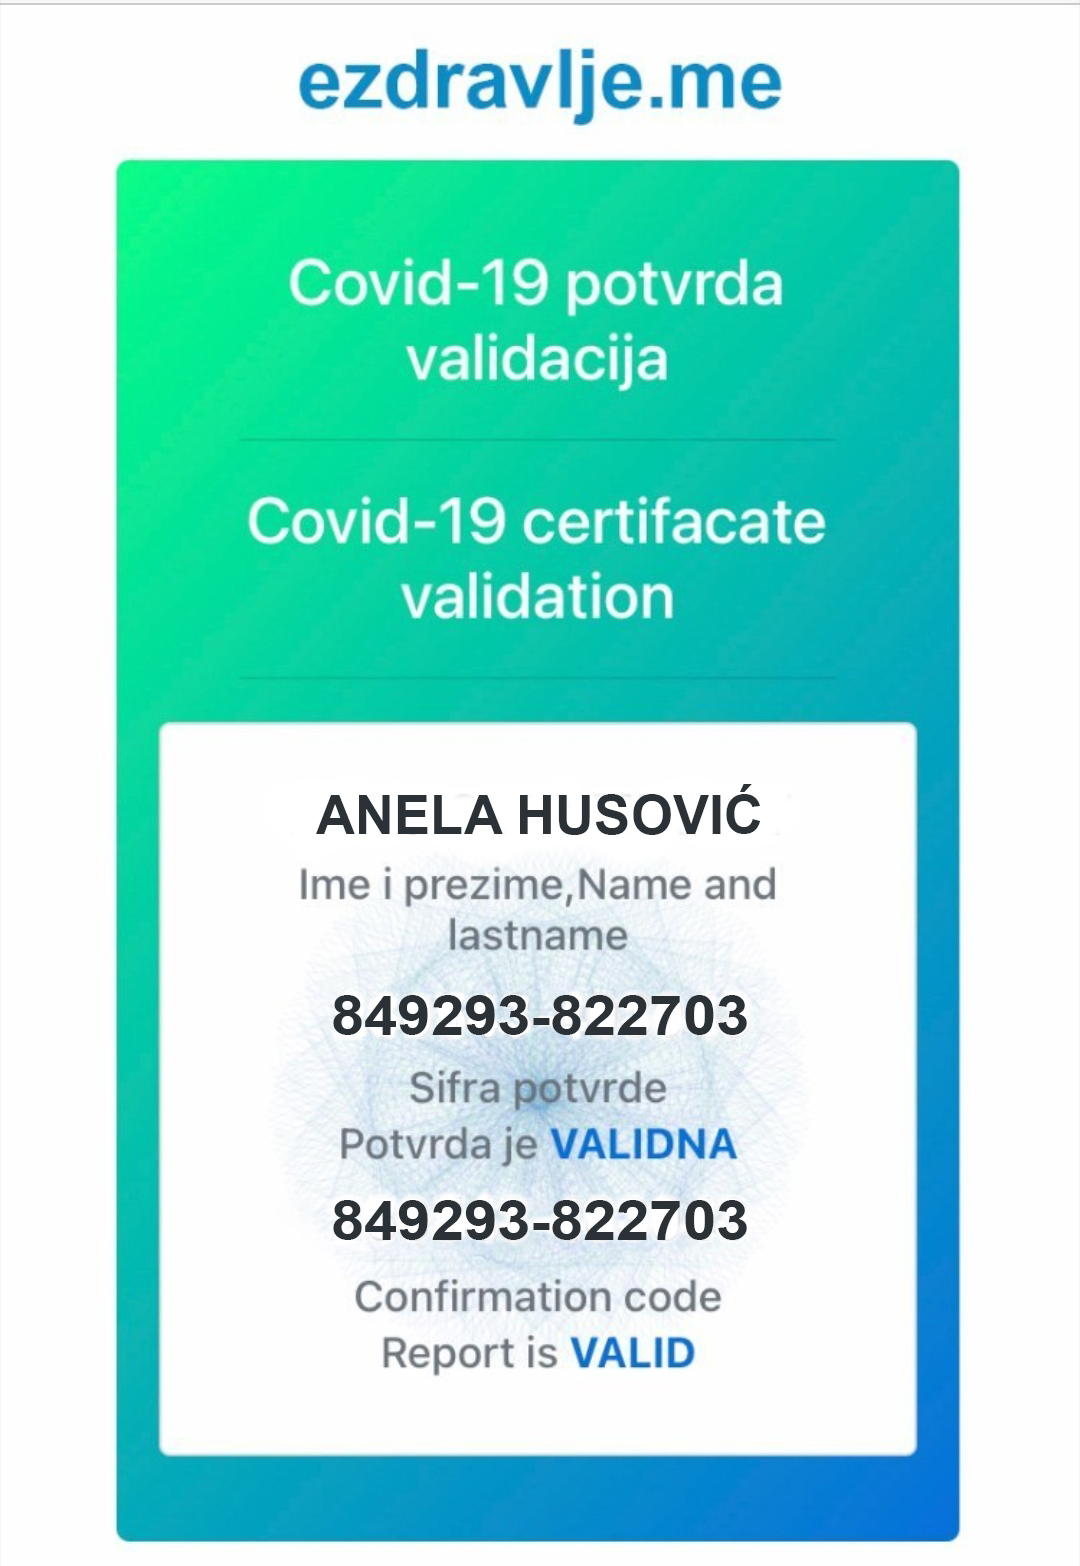 ezdravlje.me
Covid-19 potvrda
validacija
Covid-19 certifacate
validation
ANELA HUSOVIĆ
Ime i prezime,Name and
lastname
849293-822703
Sifra potvrde
Potvrda je VALIDNA
849293-822703
Confirmation code
Report is VALID